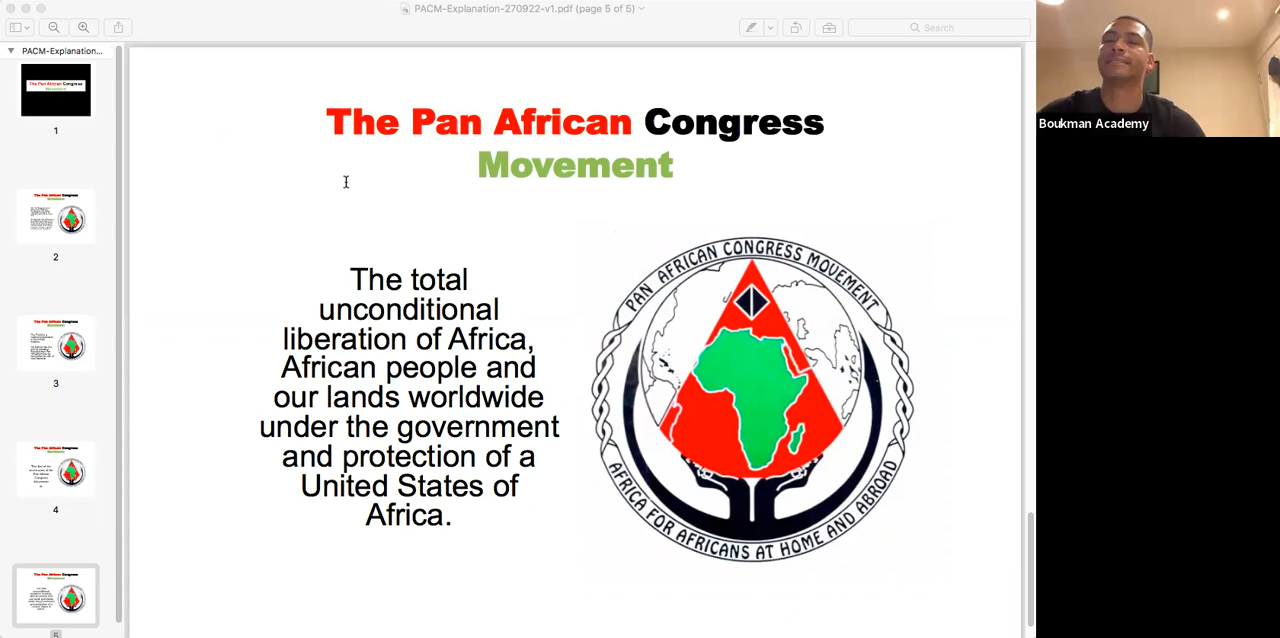 PACM-Explanation-270922-v1.pdf (page 5 of 5)
Search
PACM-Explanation...
1
2
3
4
5
The Pan African Congress
Movement
The total
unconditional
liberation of Africa,
African people and
our lands worldwide
under the government
and protection of a
United States of
Africa.
PAN AFRICAN CONGRESS MOVEMENT
AFRICA FOR AFRICANS AT HOME AND ABROAD
Boukman Academy